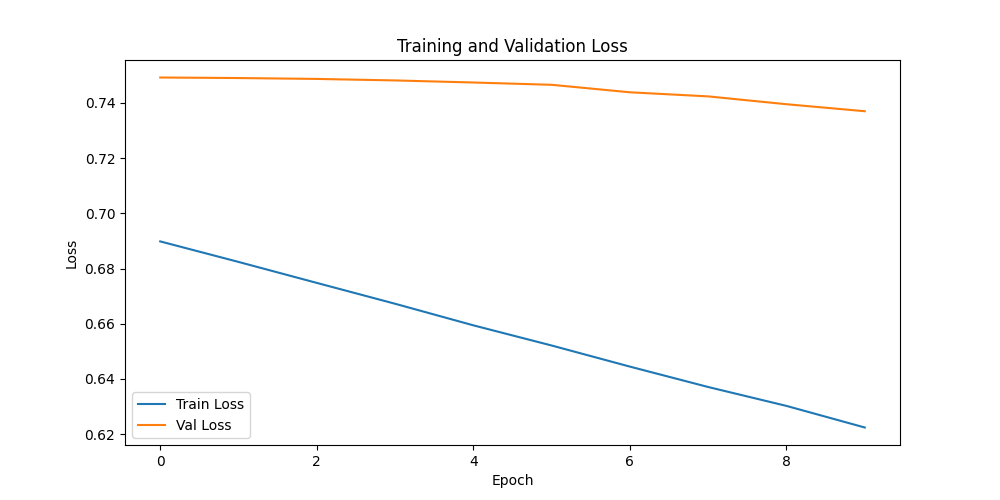 Training and Validation Loss
0.74
0.72
0.70
0.68
0.66
0.64
0.62
Loss
Train Loss
Val Loss
0 2 4 6 8
Epoch